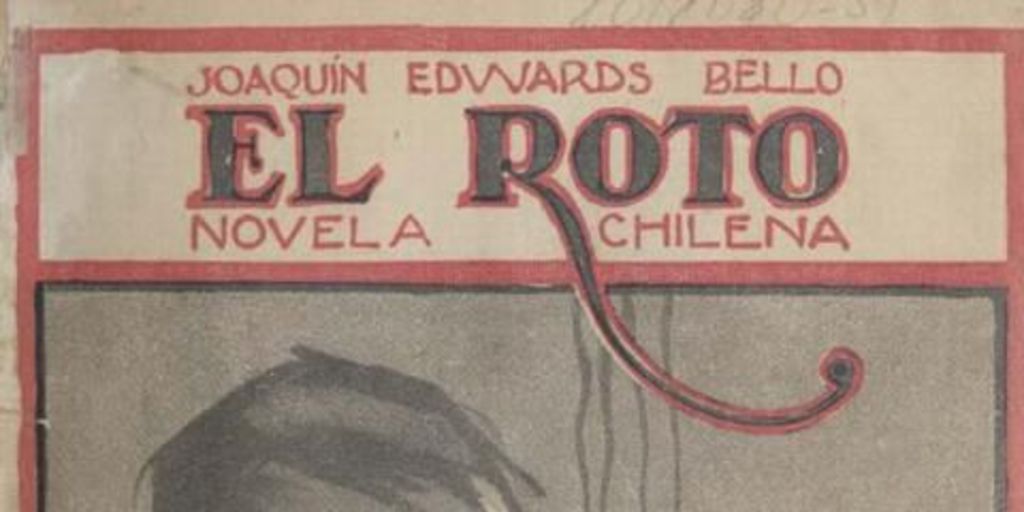 JOAQUÍN EDWARDS BELLO
EL ROTO
NOVELA CHILENA